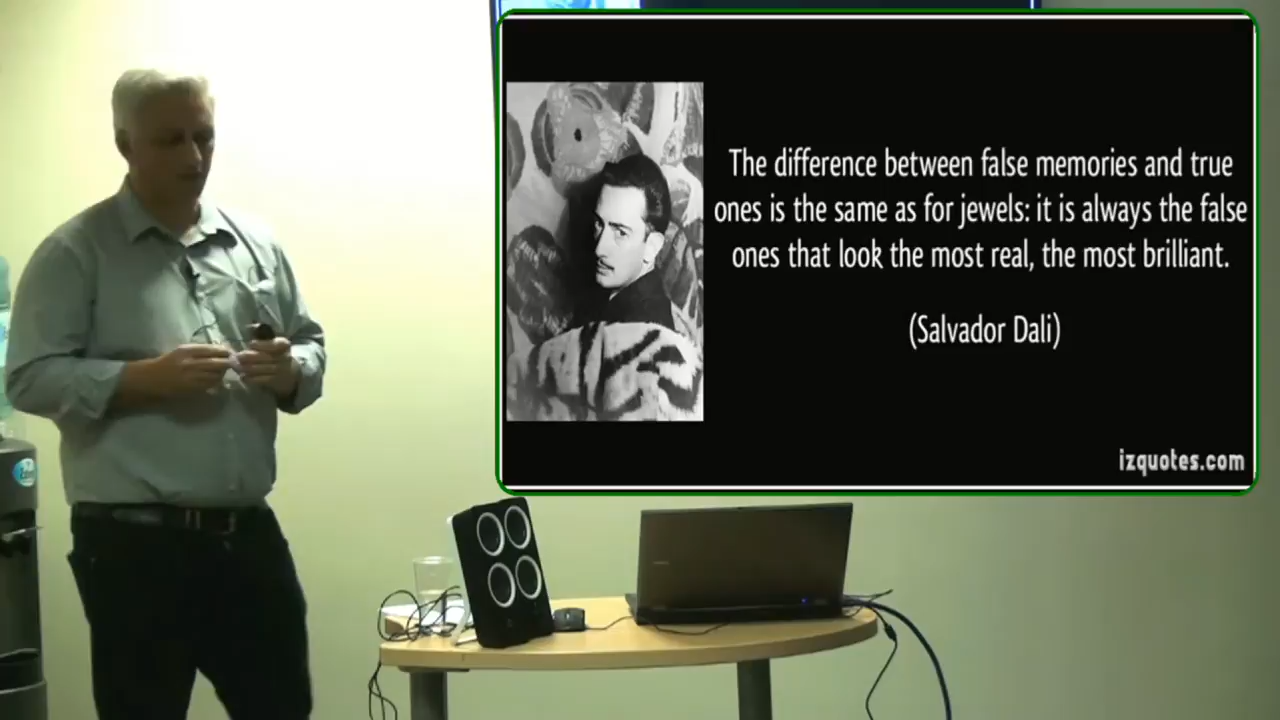 The difference between false memories and true
ones is the same as for jewels: it is always the false
ones that look the most real, the most brilliant.
(Salvador Dali)
izquotes.com